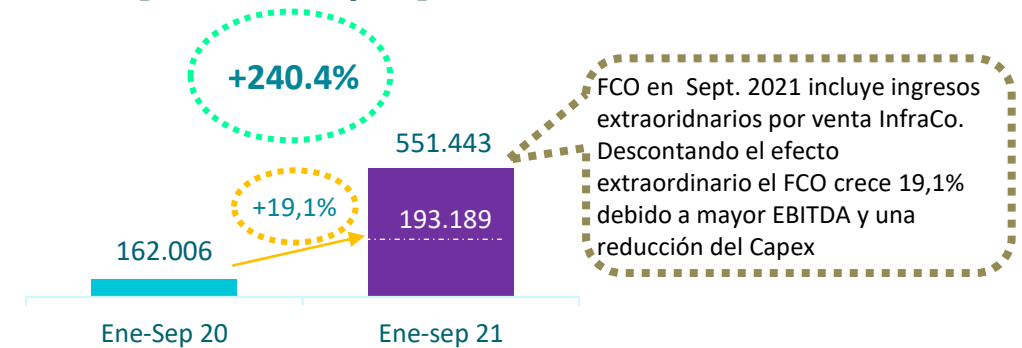 +240.4%
551.443
+19,1%
193.189
162.006
Ene-Sep 20
Ene-sep 21
FCO en Sept. 2021 incluye ingresos
extraoridnarios por venta InfraCo.
Descontando el efecto
extraordinario el FCO crece 19,1%
debido a mayor EBITDA y una
reducción del Capex